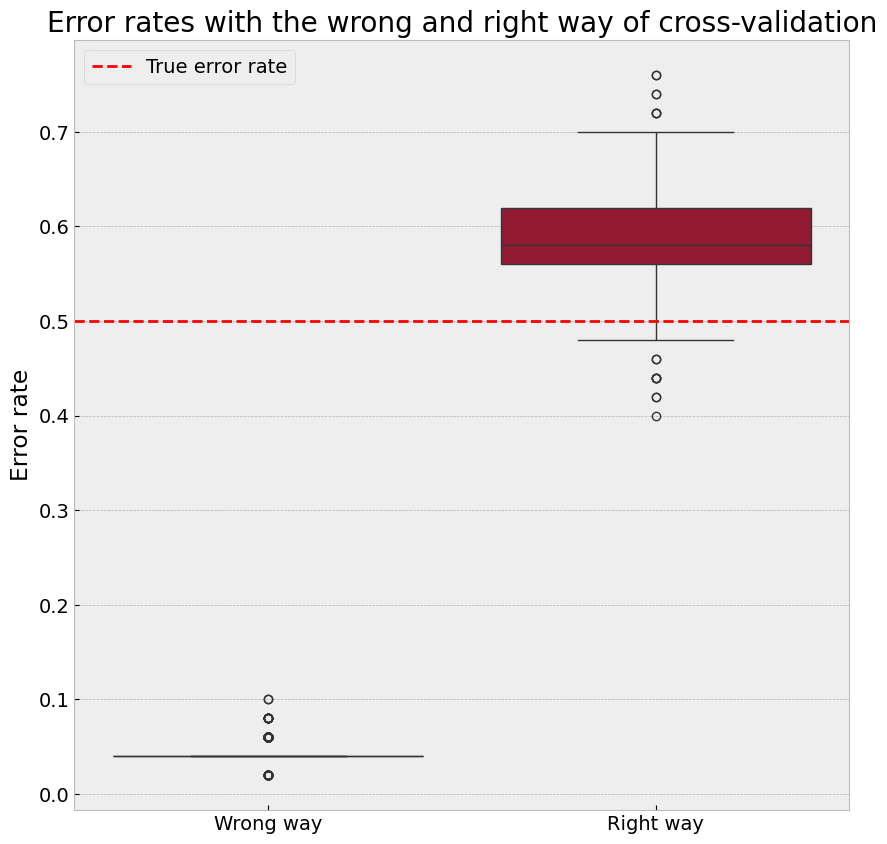 Error rates with the wrong and right way of cross-validation
True error rate
0.7
0.6
0.5
0.4
0.3
0.2
0.1
0.0
Error rate
Wrong way
Right way